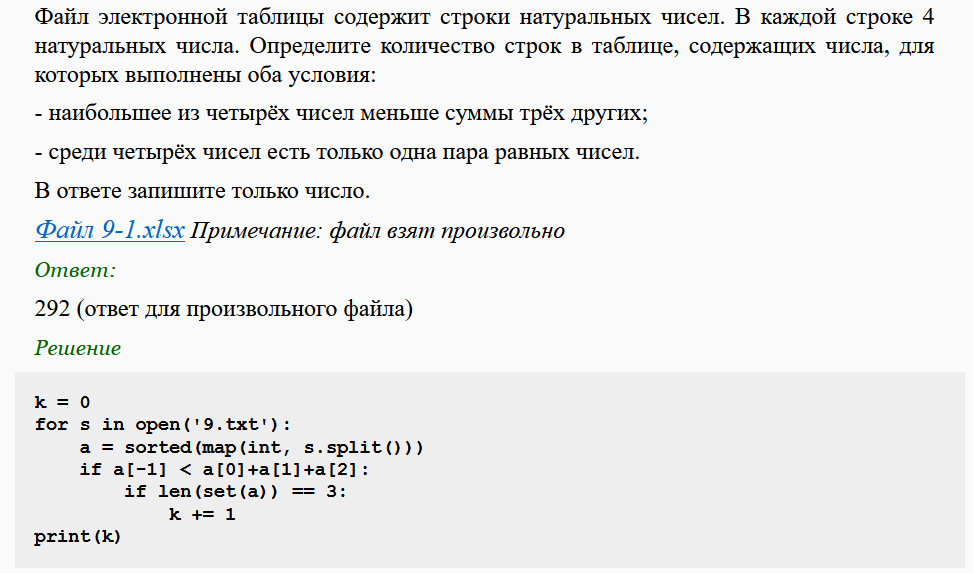 Файл электронной таблицы содержит строки натуральных чисел. В каждой строке 4
натуральных числа. Определите количество строк в таблице, содержащих числа, для
которых выполнены оба условия:
- наибольшее из четырёх чисел меньше суммы трёх других;
- среди четырёх чисел есть только одна пара равных чисел.
В ответе запишите только число.
Файл 9-1.xlsx Примечание: файл взят произвольно
Ответ:
292 (ответ для произвольного файла)
Решение
k = 0
for s in open('9.txt'):
    a = sorted(map(int, s.split()))
    if a[-1] < a[0]+a[1]+a[2]:
        if len(set(a)) == 3:
            k += 1
print(k)